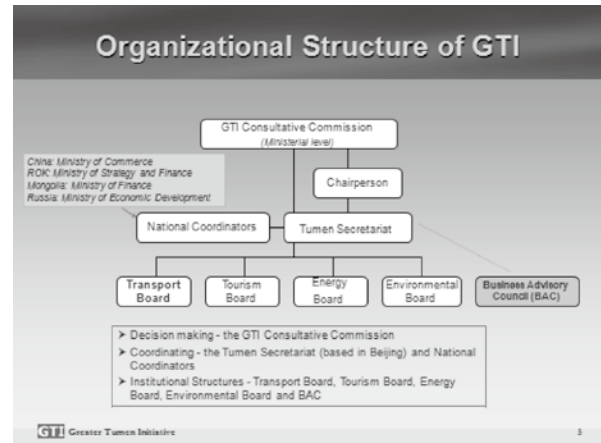 Organizational Structure of GTI
GTI Consultative Commission
(Ministerial level)
China: Ministry of Commerce
ROK: Ministry of Strategy and Finance
Mongolia: Ministry of Finance
Russia: Ministry of Economic Development
Chairperson
National Coordinators
Tumen Secretariat
Transport
Board
Tourism
Board
Energy
Board
Environmental
Board
Business Advisory
Council (BAC)
➤ Decision making - the GTI Consultative Commission
➤ Coordinating - the Tumen Secretariat (based in Beijing) and National
Coordinators
➤ Institutional Structures - Transport Board, Tourism Board, Energy
Board, Environmental Board and BAC
GTI Greater Tumen Initiative